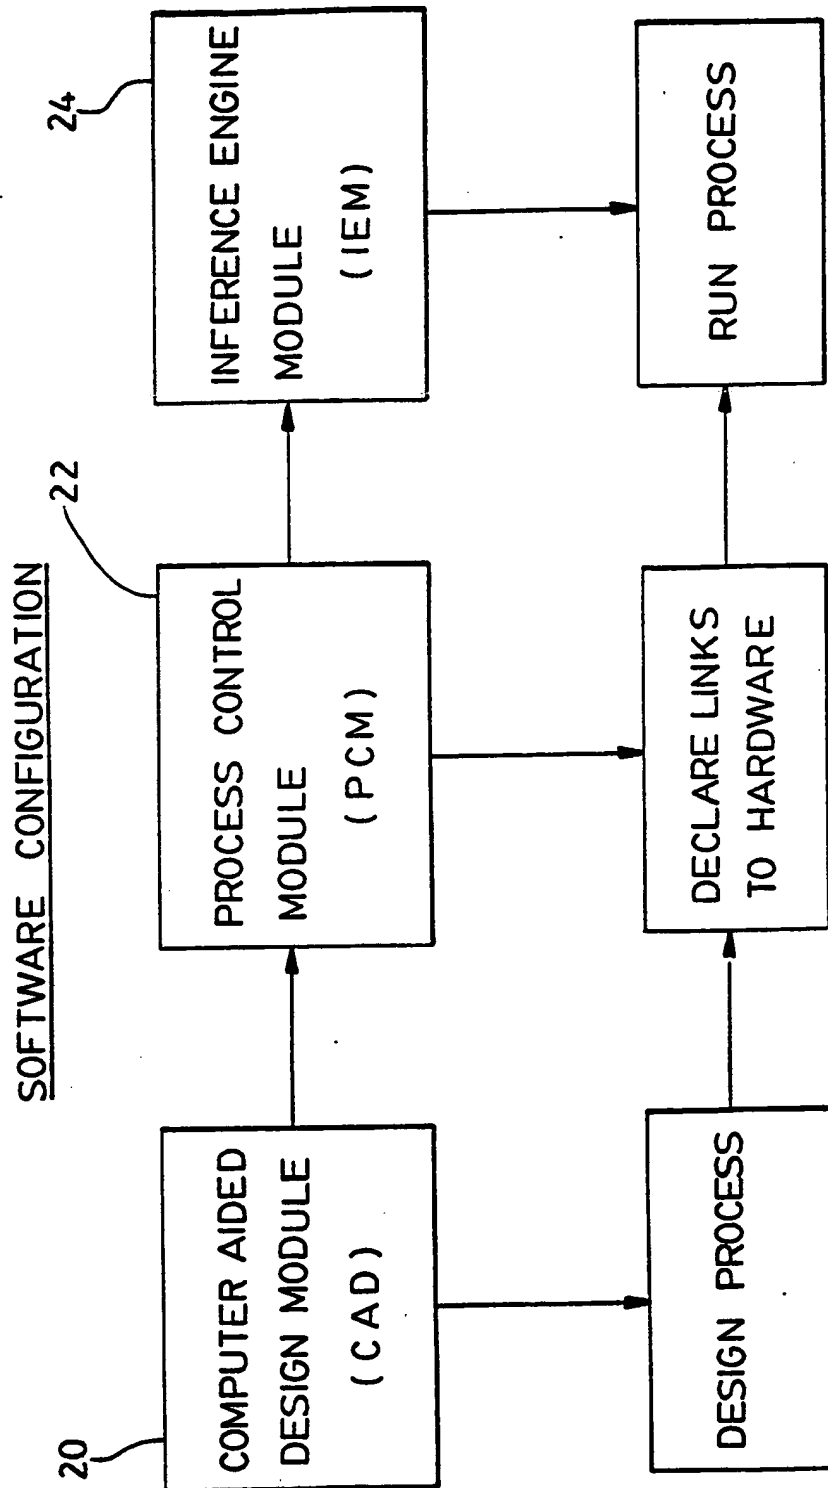 SOFTWARE CONFIGURATION
20
COMPUTER AIDED
DESIGN MODULE
(CAD)
22
PROCESS CONTROL
MODULE
(PCM)
24
INFERENCE ENGINE
MODULE
(IEM)
DESIGN PROCESS
DECLARE LINKS
TO HARDWARE
RUN PROCESS